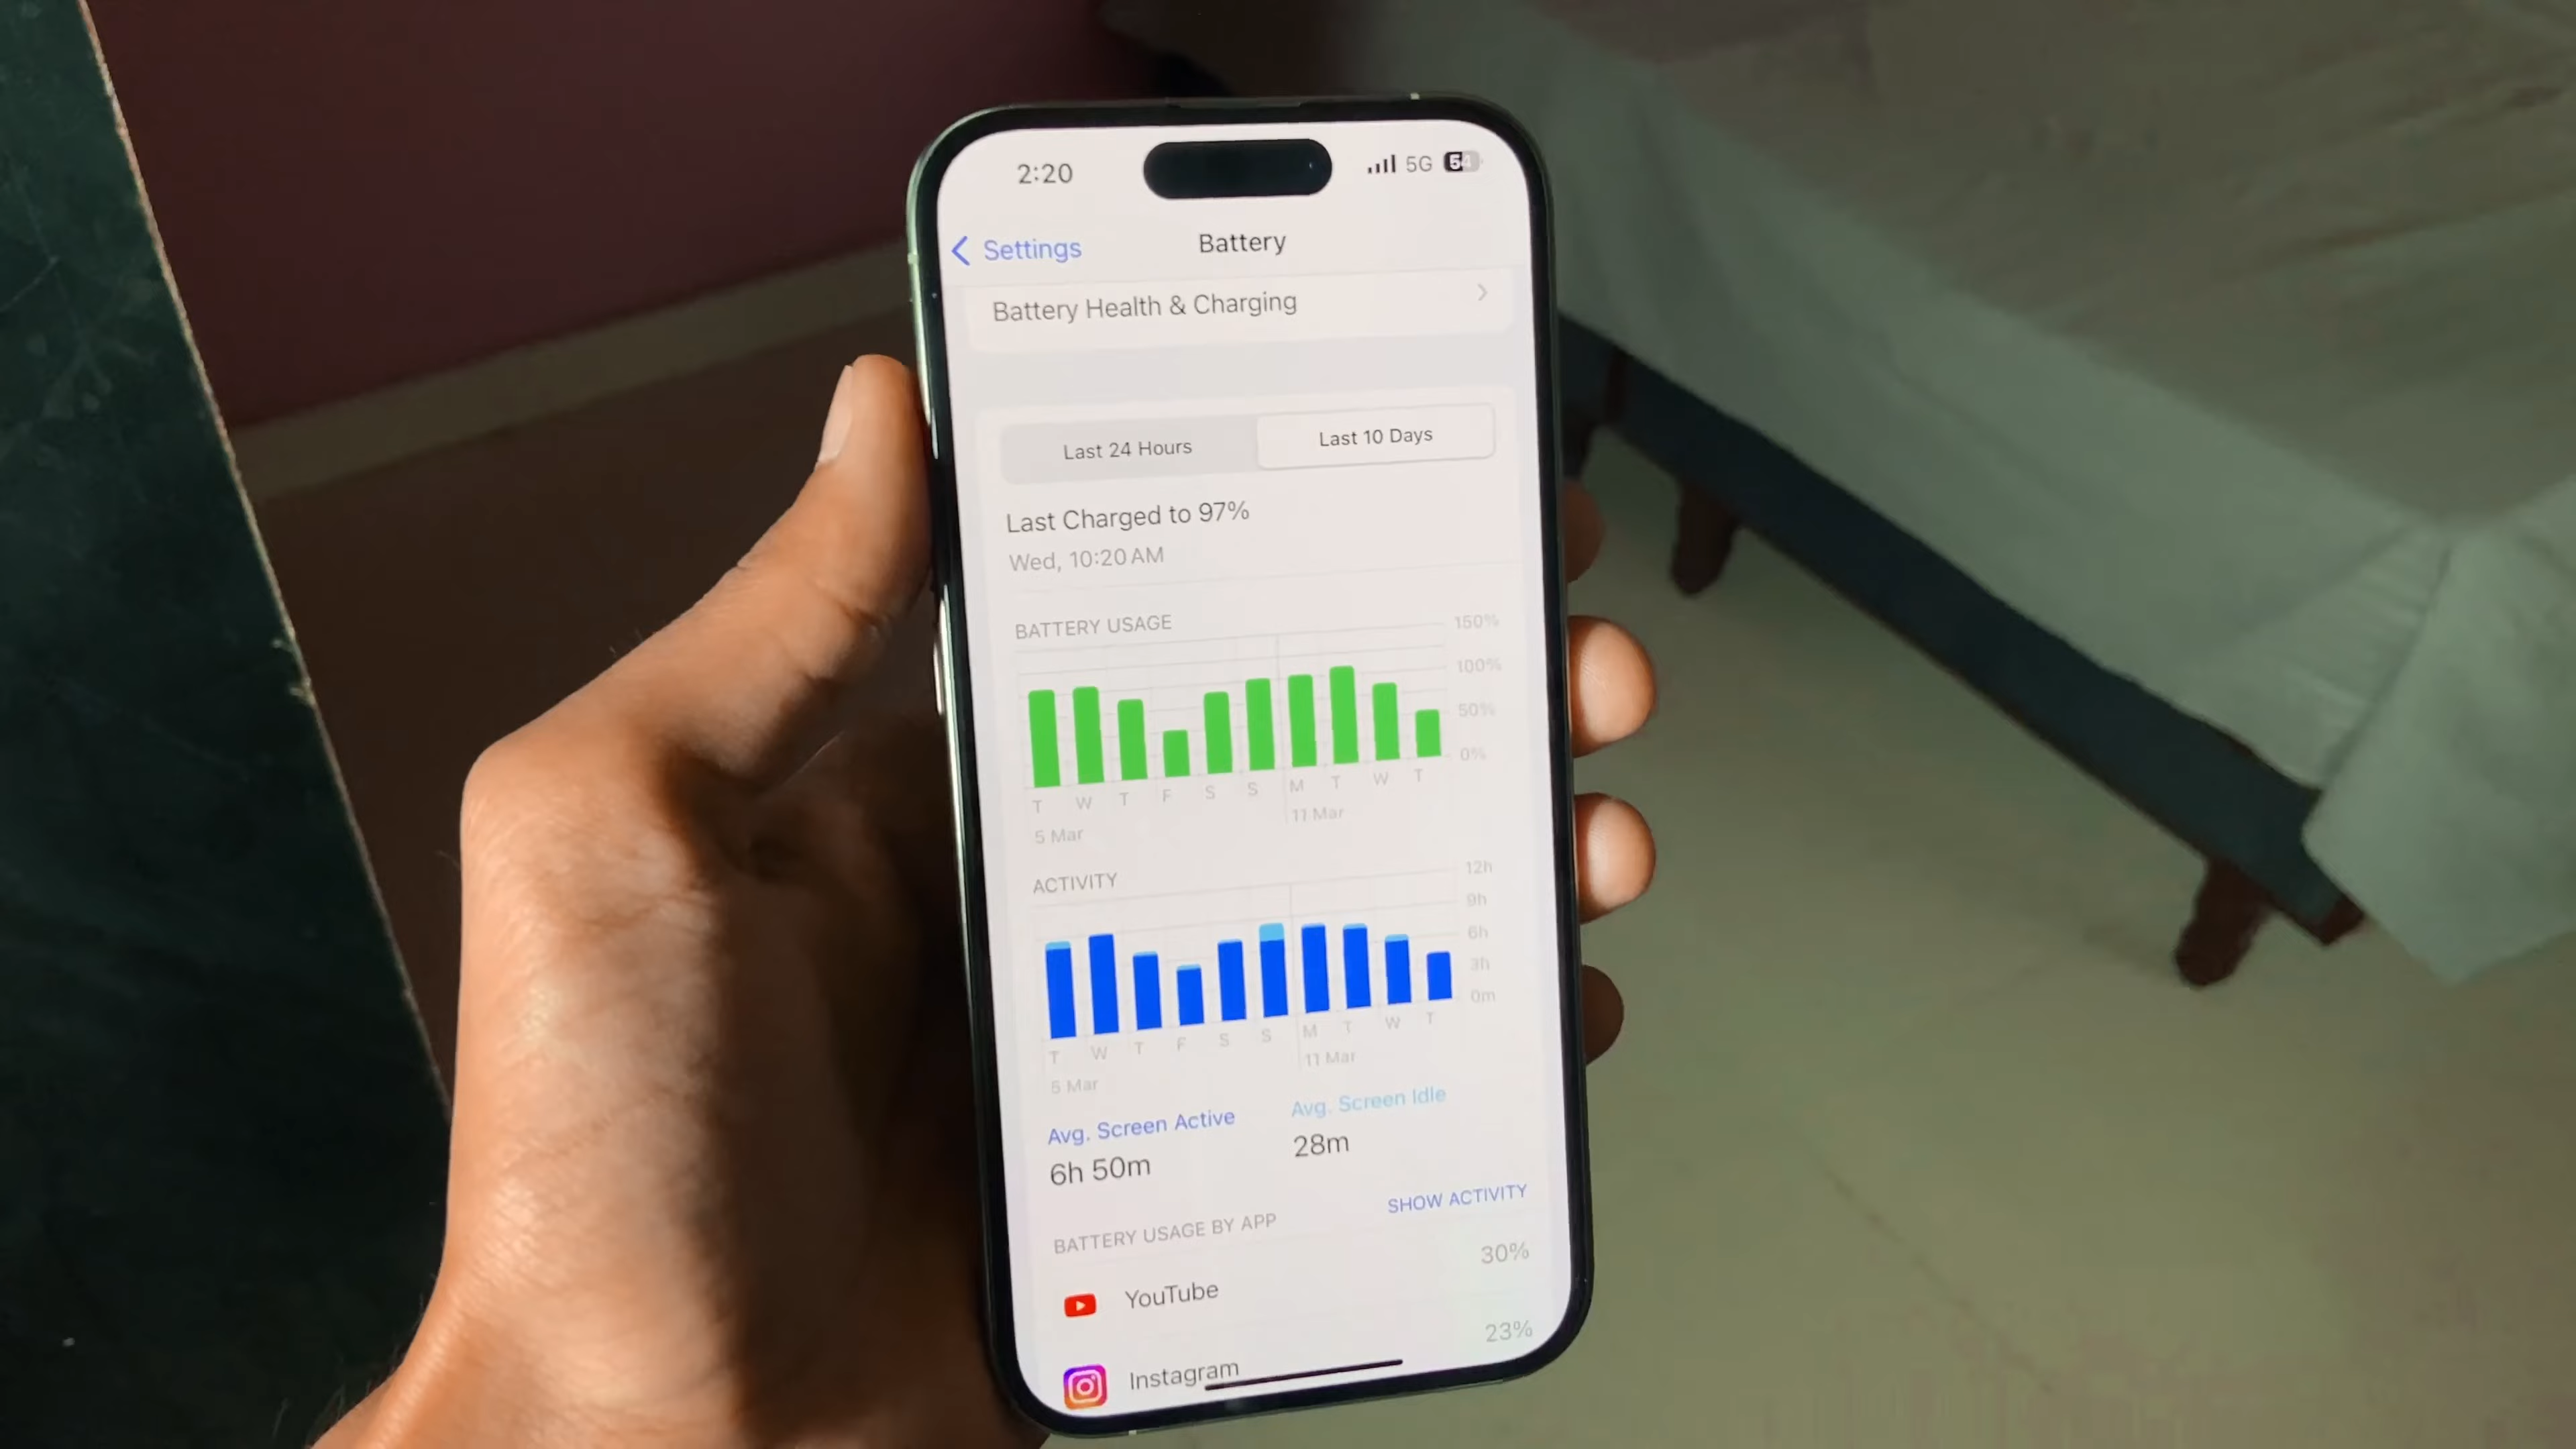 2:20
5G 54
Settings
Battery
Battery Health & Charging
Last 24 Hours
Last 10 Days
Last Charged to 97%
Wed, 10:20 AM
BATTERY USAGE
150%
100%
50%
0%
T W T F S S M T W T
5 Mar
11 Mar
ACTIVITY
12h
9h
6h
3h
0m
T W T F S S M T W T
5 Mar
11 Mar
Avg. Screen Active
Avg. Screen Idle
6h 50m
28m
BATTERY USAGE BY APP
SHOW ACTIVITY
YouTube
30%
Instagram
23%